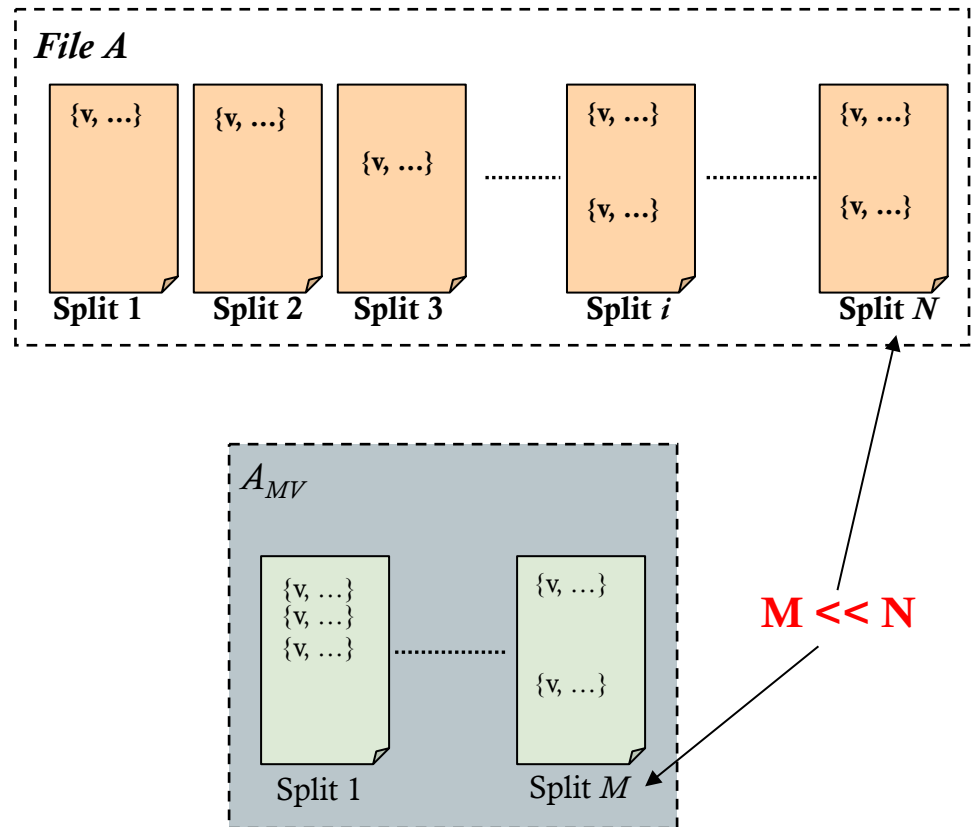 File A
{v, …}
{v, …}
{v, …}
{v, …}
{v, …}
{v, …}
{v, …}
Split 1
Split 2
Split 3
Split i
Split N
A_MV
{v, …}
{v, …}
{v, …}
{v, …}
{v, …}
Split 1
Split M
M << N